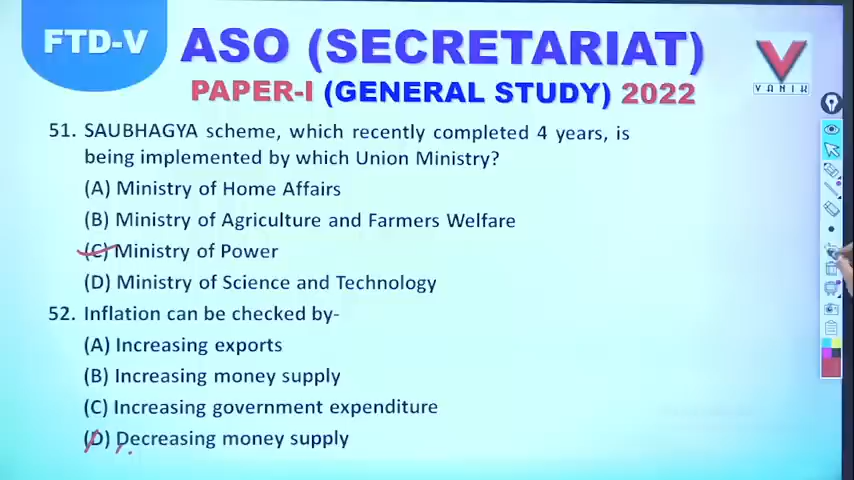 FTD-V
ASO (SECRETARIAT)
PAPER-I (GENERAL STUDY) 2022
VANIK
51. SAUBHAGYA scheme, which recently completed 4 years, is
being implemented by which Union Ministry?
(A) Ministry of Home Affairs
(B) Ministry of Agriculture and Farmers Welfare
(C) Ministry of Power
(D) Ministry of Science and Technology
52. Inflation can be checked by-
(A) Increasing exports
(B) Increasing money supply
(C) Increasing government expenditure
(D) Decreasing money supply